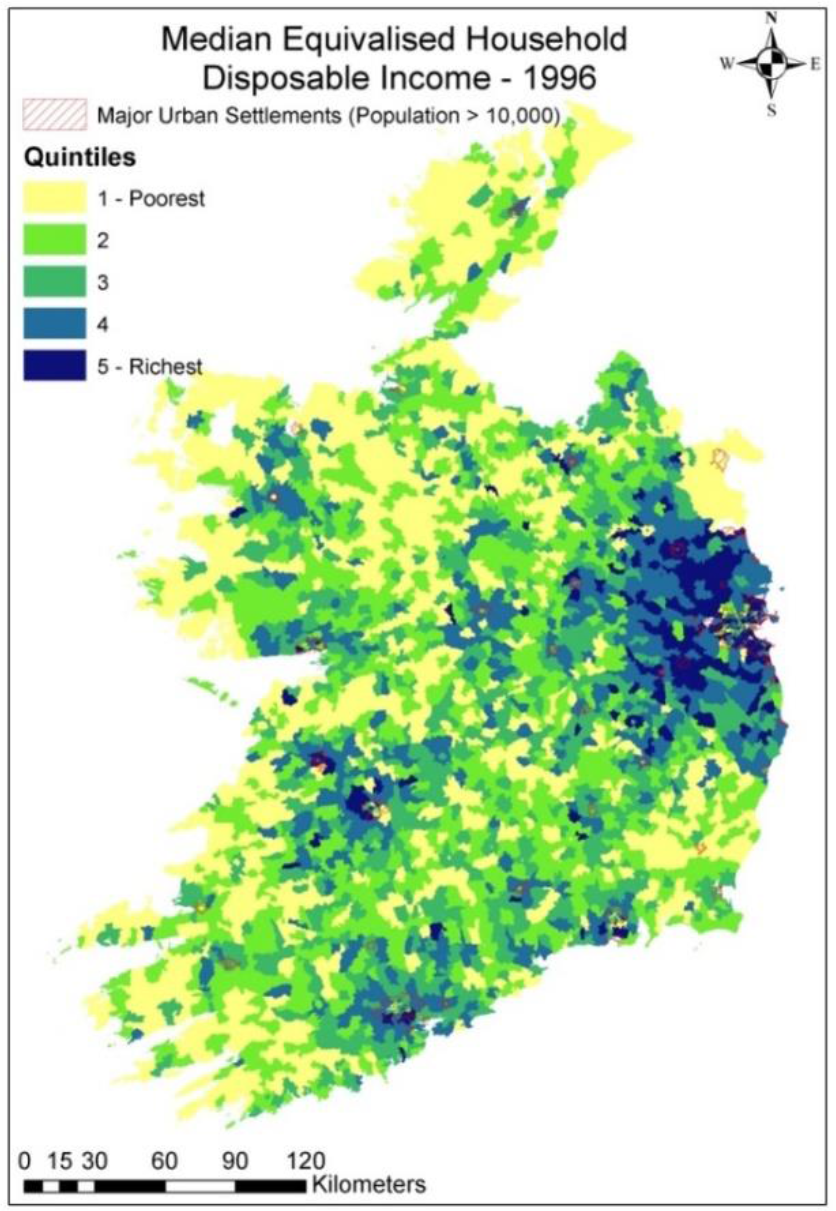 Median Equivalised Household
Disposable Income - 1996
N
W E
S
Major Urban Settlements (Population > 10,000)
Quintiles
1 - Poorest
2
3
4
5 - Richest
0 15 30 60 90 120
Kilometers